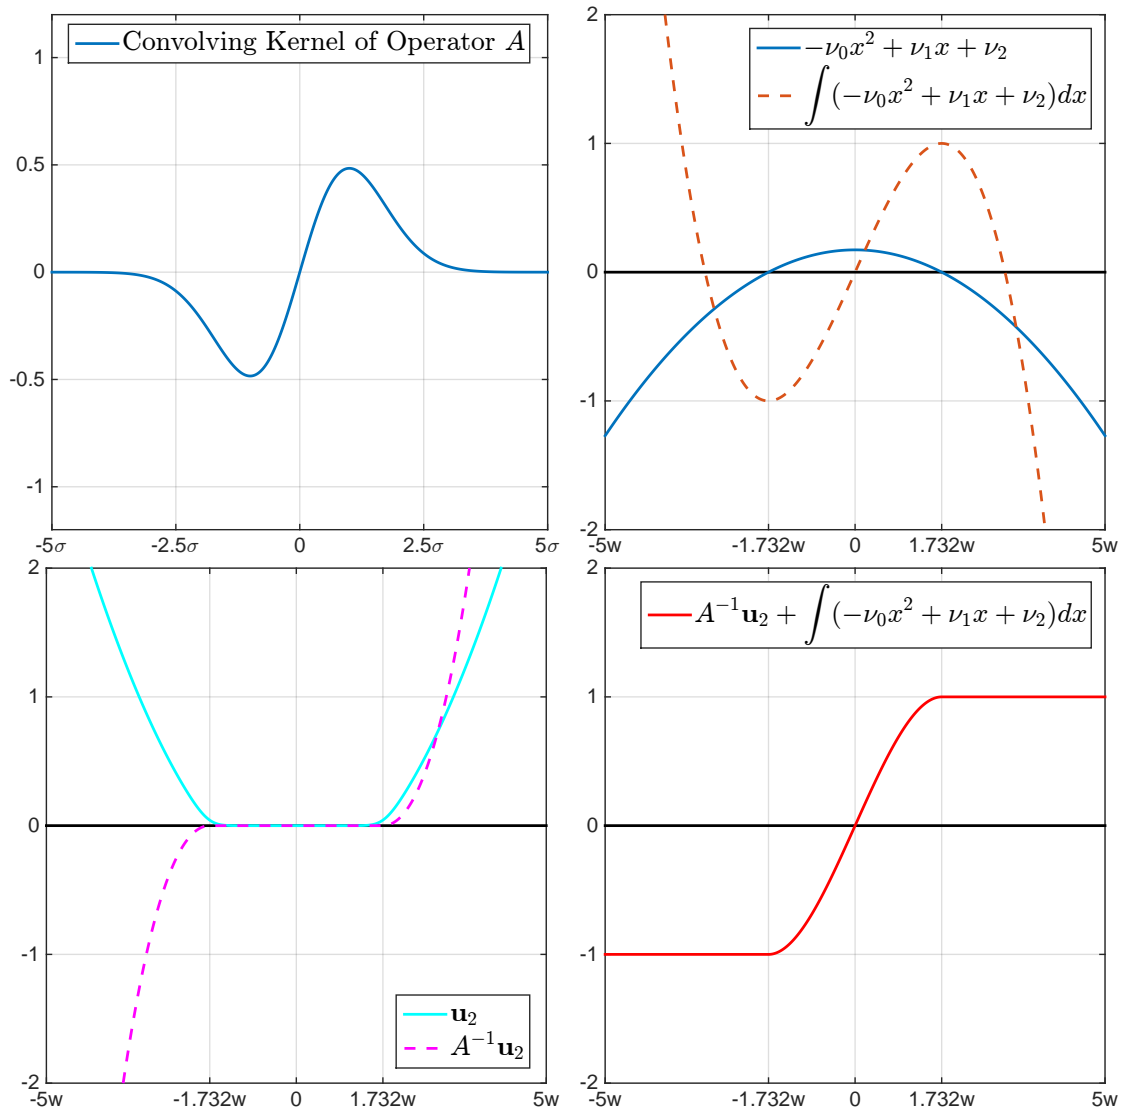 Convolving Kernel of Operator A
1
0.5
0
-0.5
-1
-5σ -2.5σ 0 2.5σ 5σ
-ν₀x² + ν₁x + ν₂
∫(-ν₀x² + ν₁x + ν₂)dx
2
1
0
-1
-2
-5w -1.732w 0 1.732w 5w
2
1
0
-1
-2
u₂
A⁻¹u₂
-5w -1.732w 0 1.732w 5w
A⁻¹u₂ + ∫(-ν₀x² + ν₁x + ν₂)dx
2
1
0
-1
-2
-5w -1.732w 0 1.732w 5w